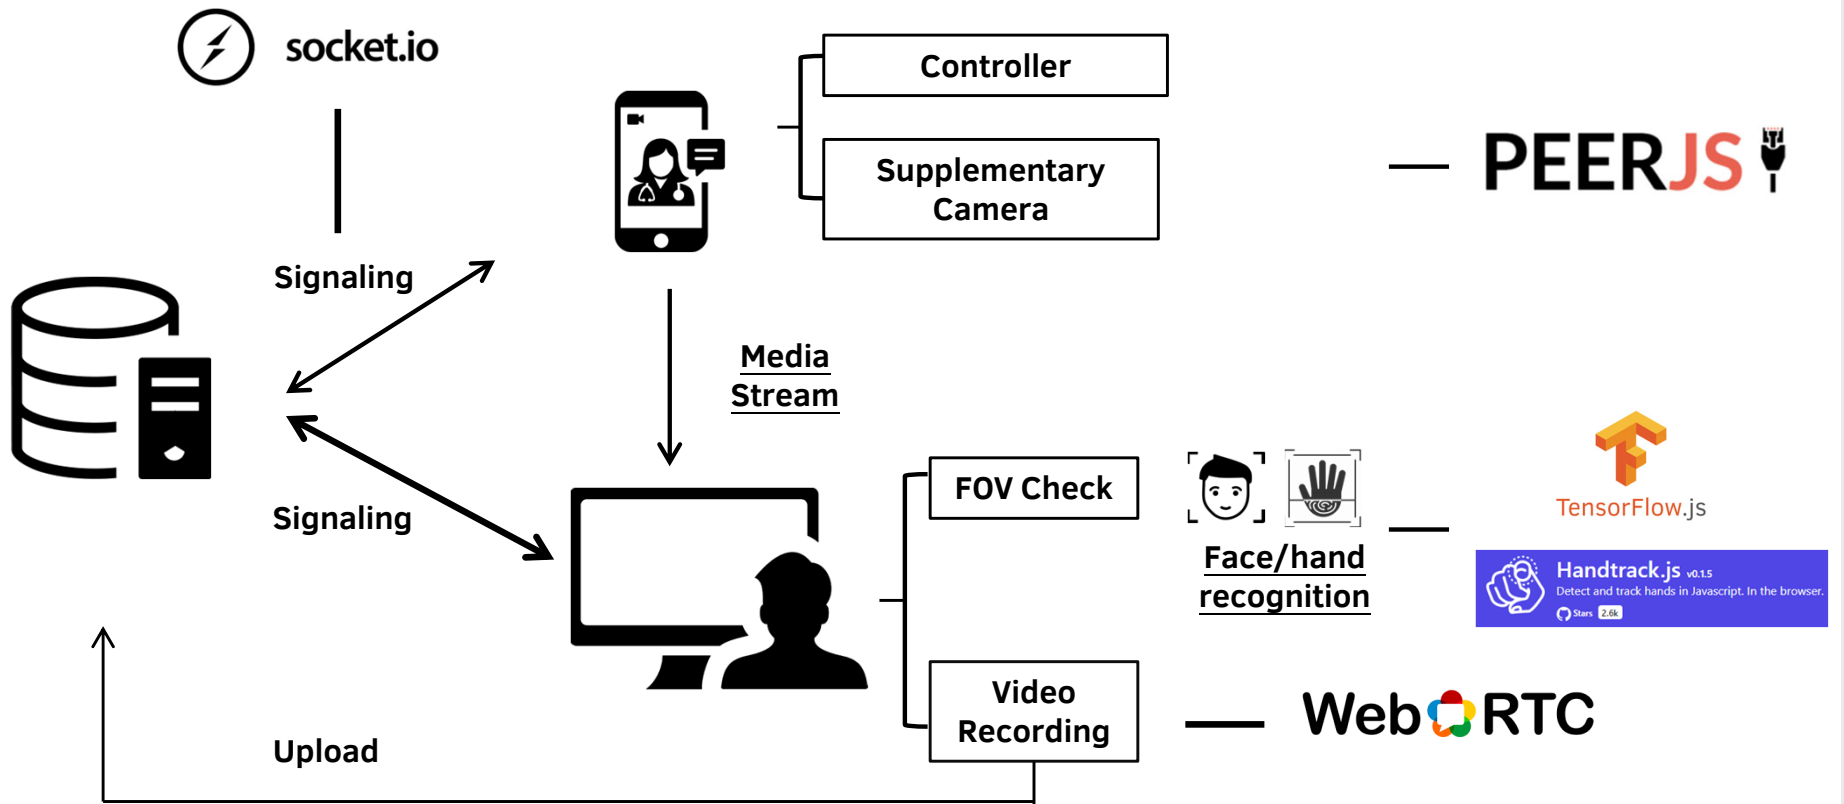 socket.io
Controller
Supplementary
Camera
PEERJS
Signaling
Media
Stream
FOV Check
TensorFlow.js
Signaling
Face/hand
recognition
Handtrack.js v0.1.5
Detect and track hands in Javascript. In the browser.
Stars 2.6k
Video
Recording
WebRTC
Upload